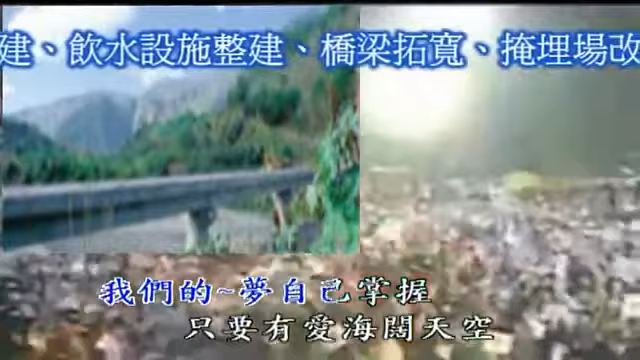 建、飲水設施整建、橋梁拓寬、掩埋場改
我們的~夢自己掌握
只要有愛海闊天空